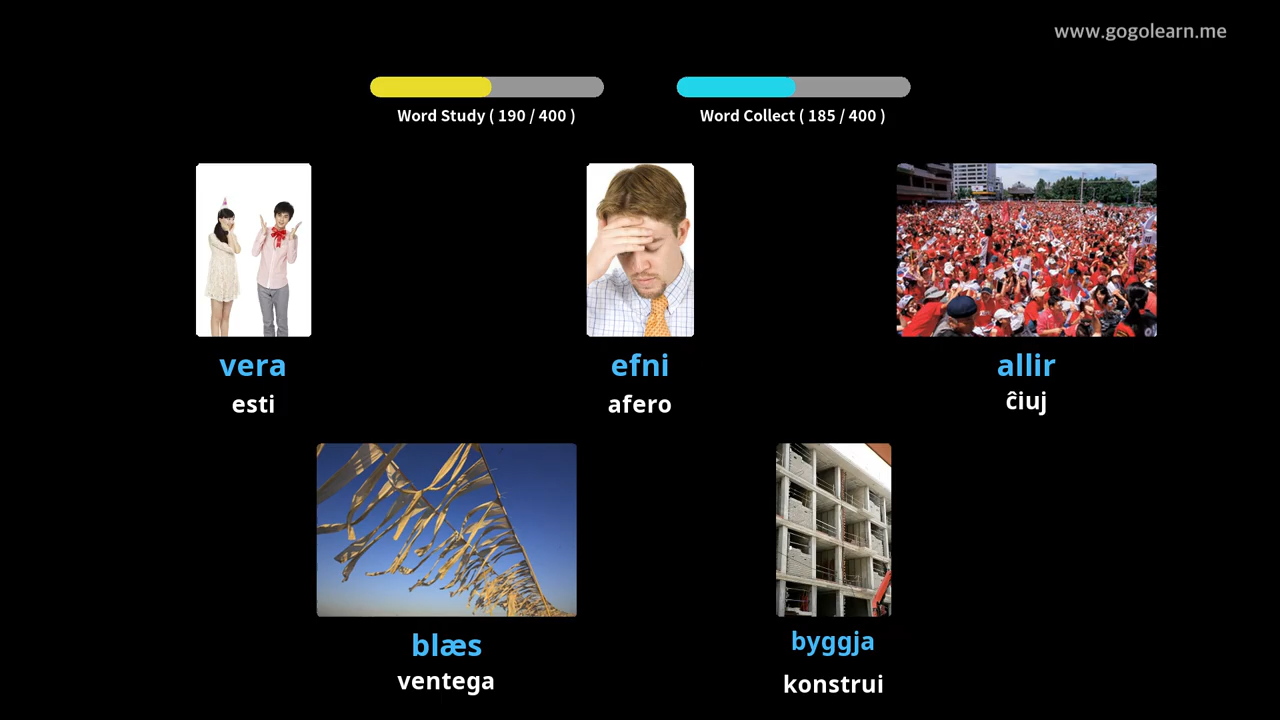 www.gogolearn.me
Word Study ( 190 / 400 )
Word Collect ( 185 / 400 )
vera
esti
efni
afero
allir
ĉiuj
blæs
ventega
byggja
konstrui